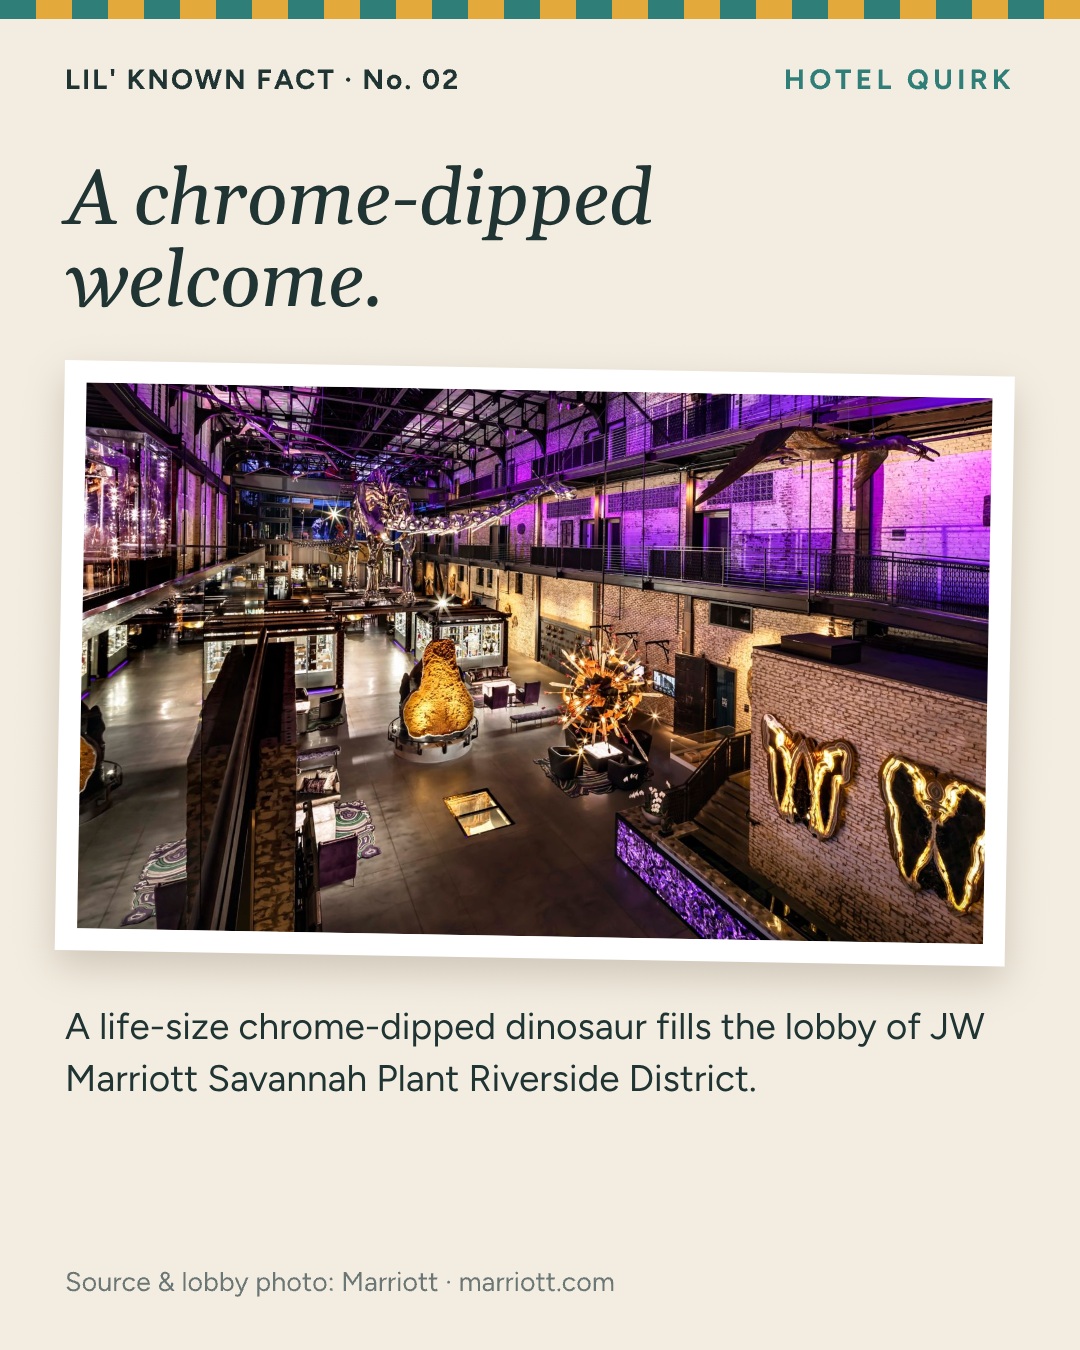 LIL' KNOWN FACT · No. 02
HOTEL QUIRK
A chrome-dipped
welcome.
A life-size chrome-dipped dinosaur fills the lobby of JW
Marriott Savannah Plant Riverside District.
Source & lobby photo: Marriott · marriott.com